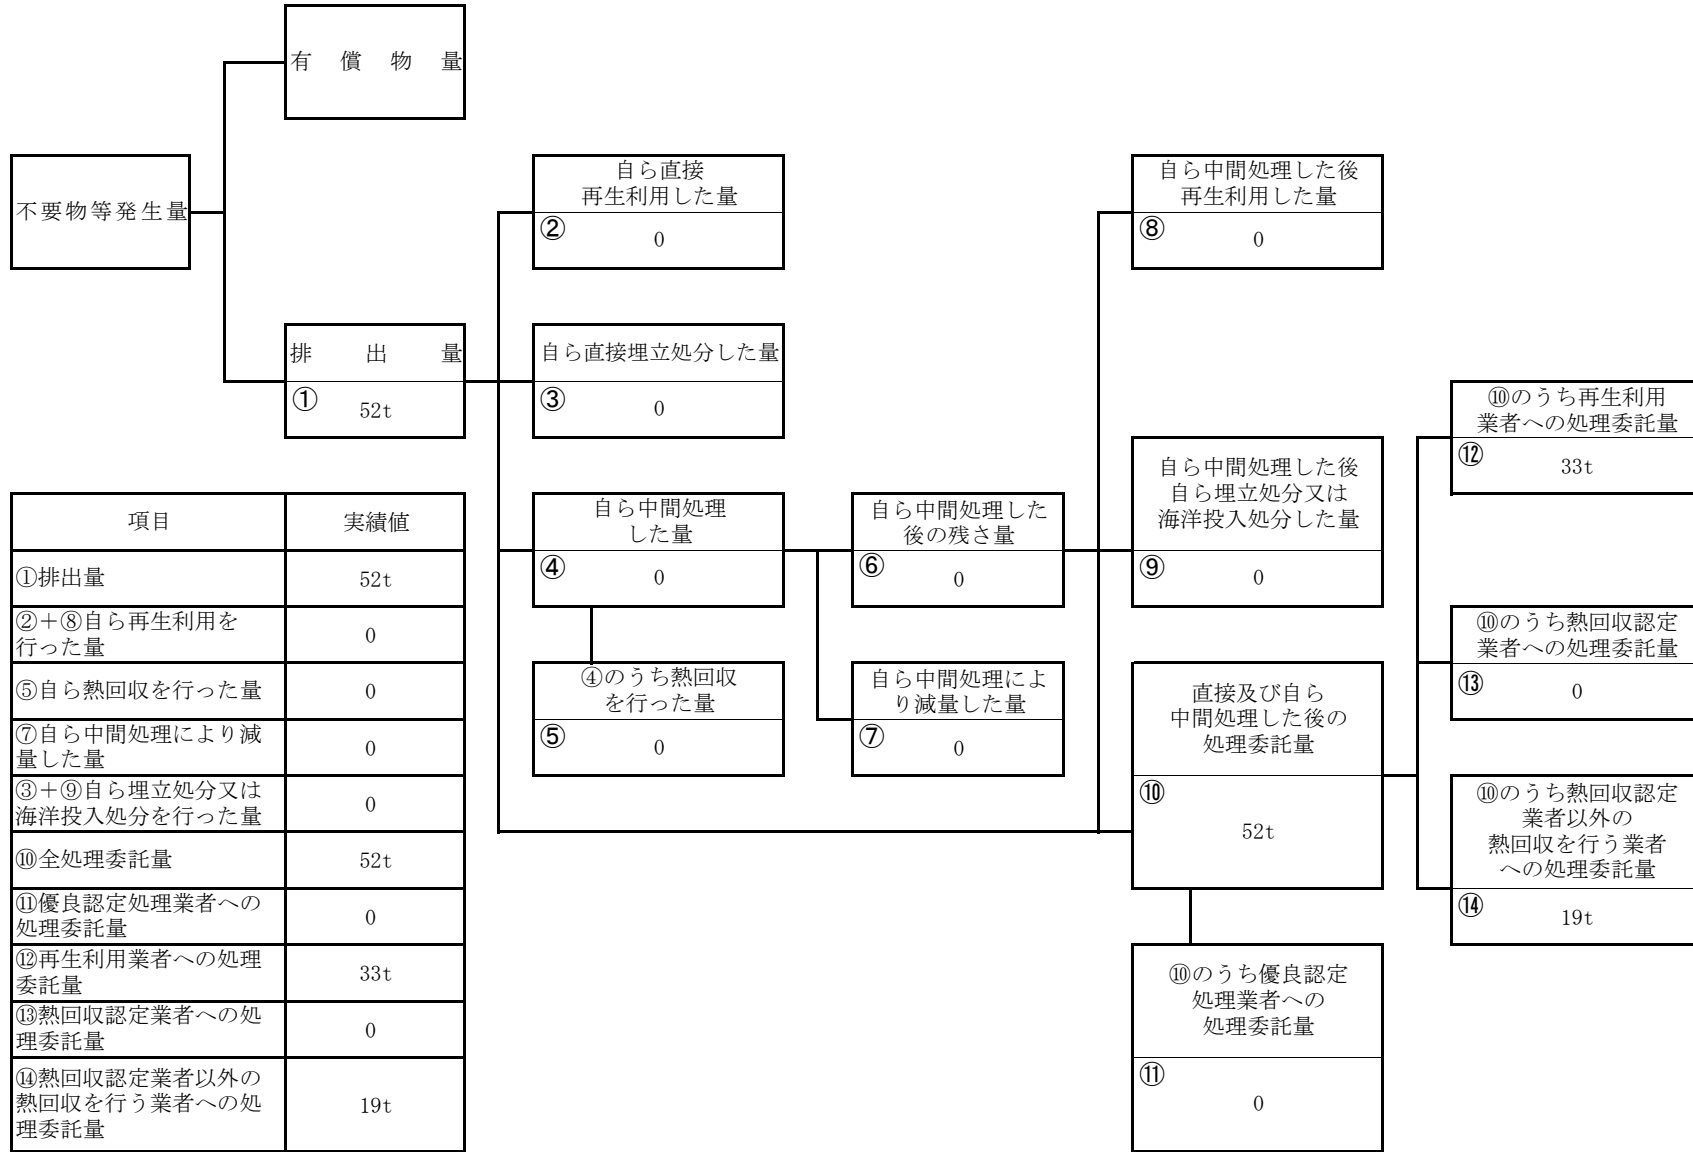 有償物量
不要物等発生量
自ら直接
再生利用した量
②
0
自ら中間処理した後
再生利用した量
⑧
0
排出量
①
52t
自ら直接埋立処分した量
③
0
⑩のうち再生利用
業者への処理委託量
⑫
33t
自ら中間処理
した量
④
0
自ら中間処理した
後の残さ量
⑥
0
自ら中間処理した後
自ら埋立処分又は
海洋投入処分した量
⑨
0
⑩のうち熱回収認定
業者への処理委託量
⑬
0
④のうち熱回収
を行った量
⑤
0
自ら中間処理によ
り減量した量
⑦
0
直接及び自ら
中間処理した後の
処理委託量
⑩
52t
⑩のうち熱回収認定
業者以外の
熱回収を行う業者
への処理委託量
⑭
19t
⑩のうち優良認定
処理業者への
処理委託量
⑪
0
項目
実績値
①排出量
52t
②＋⑧自ら再生利用を
行った量
0
⑤自ら熱回収を行った量
0
⑦自ら中間処理により減
量した量
0
③＋⑨自ら埋立処分又は
海洋投入処分を行った量
0
⑩全処理委託量
52t
⑪優良認定処理業者への
処理委託量
0
⑫再生利用業者への処理
委託量
33t
⑬熱回収認定業者への処
理委託量
0
⑭熱回収認定業者以外の
熱回収を行う業者への処
理委託量
19t